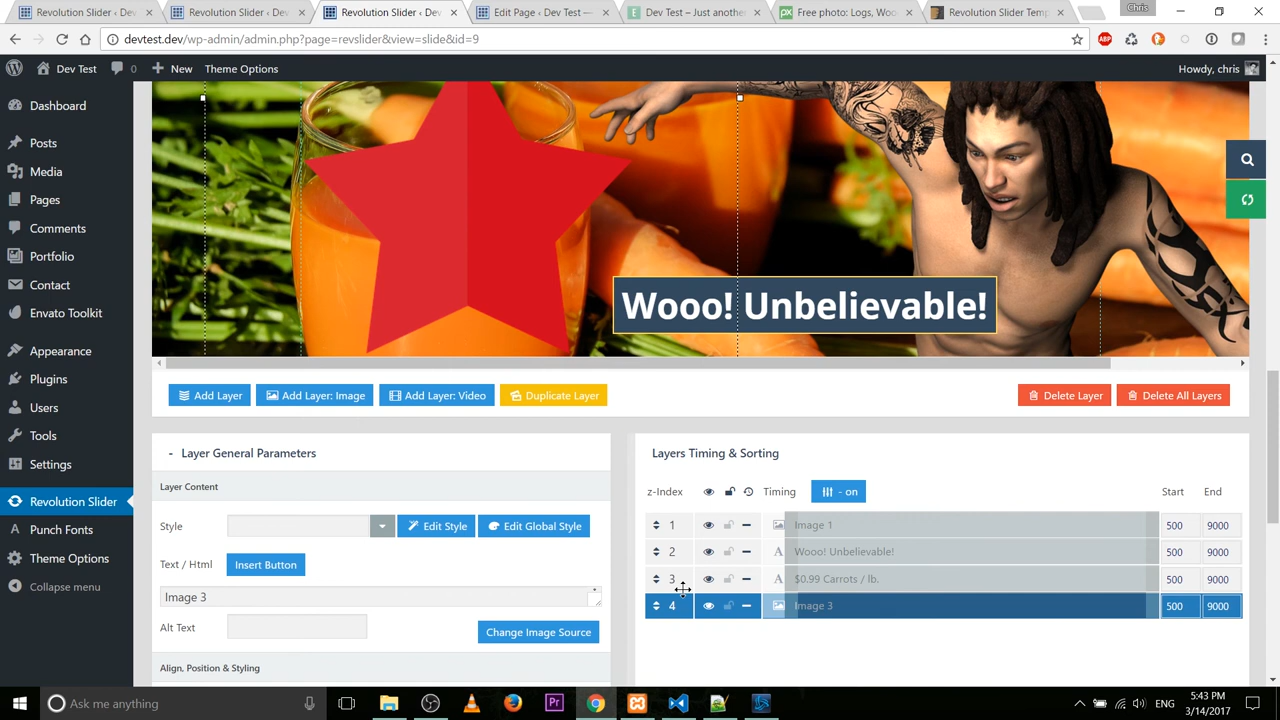 Revolution Slider ‹ Dev
Revolution Slider ‹ Dev
Revolution Slider ‹ Dev
Edit Page ‹ Dev Test —
Dev Test – Just another
Free photo: Logs, Woo
Revolution Slider Temp
Chris
devtest.dev/wp-admin/admin.php?page=revslider&view=slide&id=9
ABP
Dev Test
0
New
Theme Options
Howdy, chris
Dashboard
Posts
Media
Pages
Comments
Portfolio
Contact
Envato Toolkit
Appearance
Plugins
Users
Tools
Settings
Revolution Slider
Punch Fonts
Theme Options
Collapse menu
Wooo! Unbelievable!
Add Layer
Add Layer: Image
Add Layer: Video
Duplicate Layer
Delete Layer
Delete All Layers
- Layer General Parameters
Layer Content
Style
Edit Style
Edit Global Style
Text / Html
Insert Button
Image 3
Alt Text
Change Image Source
Align, Position & Styling
Layers Timing & Sorting
z-Index
Timing
- on
Start
End
1
Image 1
500
9000
2
A
Wooo! Unbelievable!
500
9000
3
A
$0.99 Carrots / lb.
500
9000
4
Image 3
500
9000
Ask me anything
Pr
ENG
5:43 PM
3/14/2017